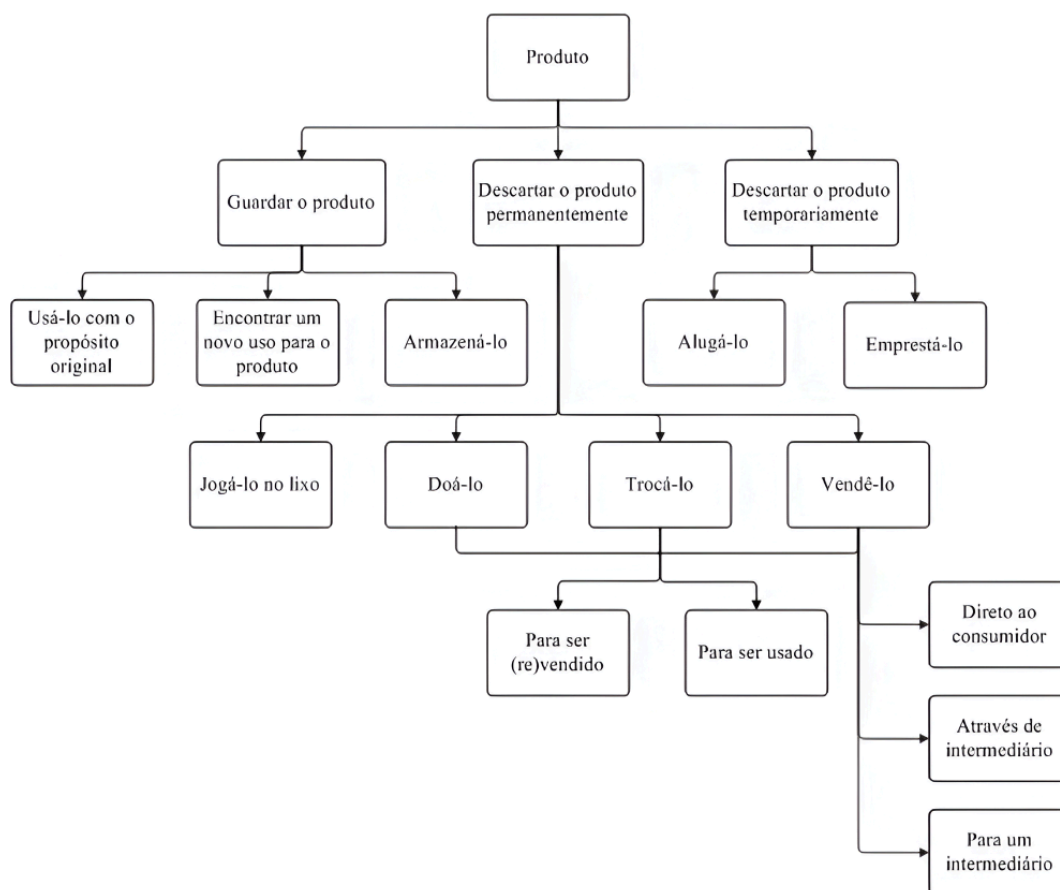 Produto
Guardar o produto
Descartar o produto
permanentemente
Descartar o produto
temporariamente
Usá-lo com o
propósito
original
Encontrar um
novo uso para o
produto
Armazená-lo
Alugá-lo
Emprestá-lo
Jogá-lo no lixo
Doá-lo
Trocá-lo
Vendê-lo
Para ser
(re)vendido
Para ser usado
Direto ao
consumidor
Através de
intermediário
Para um
intermediário